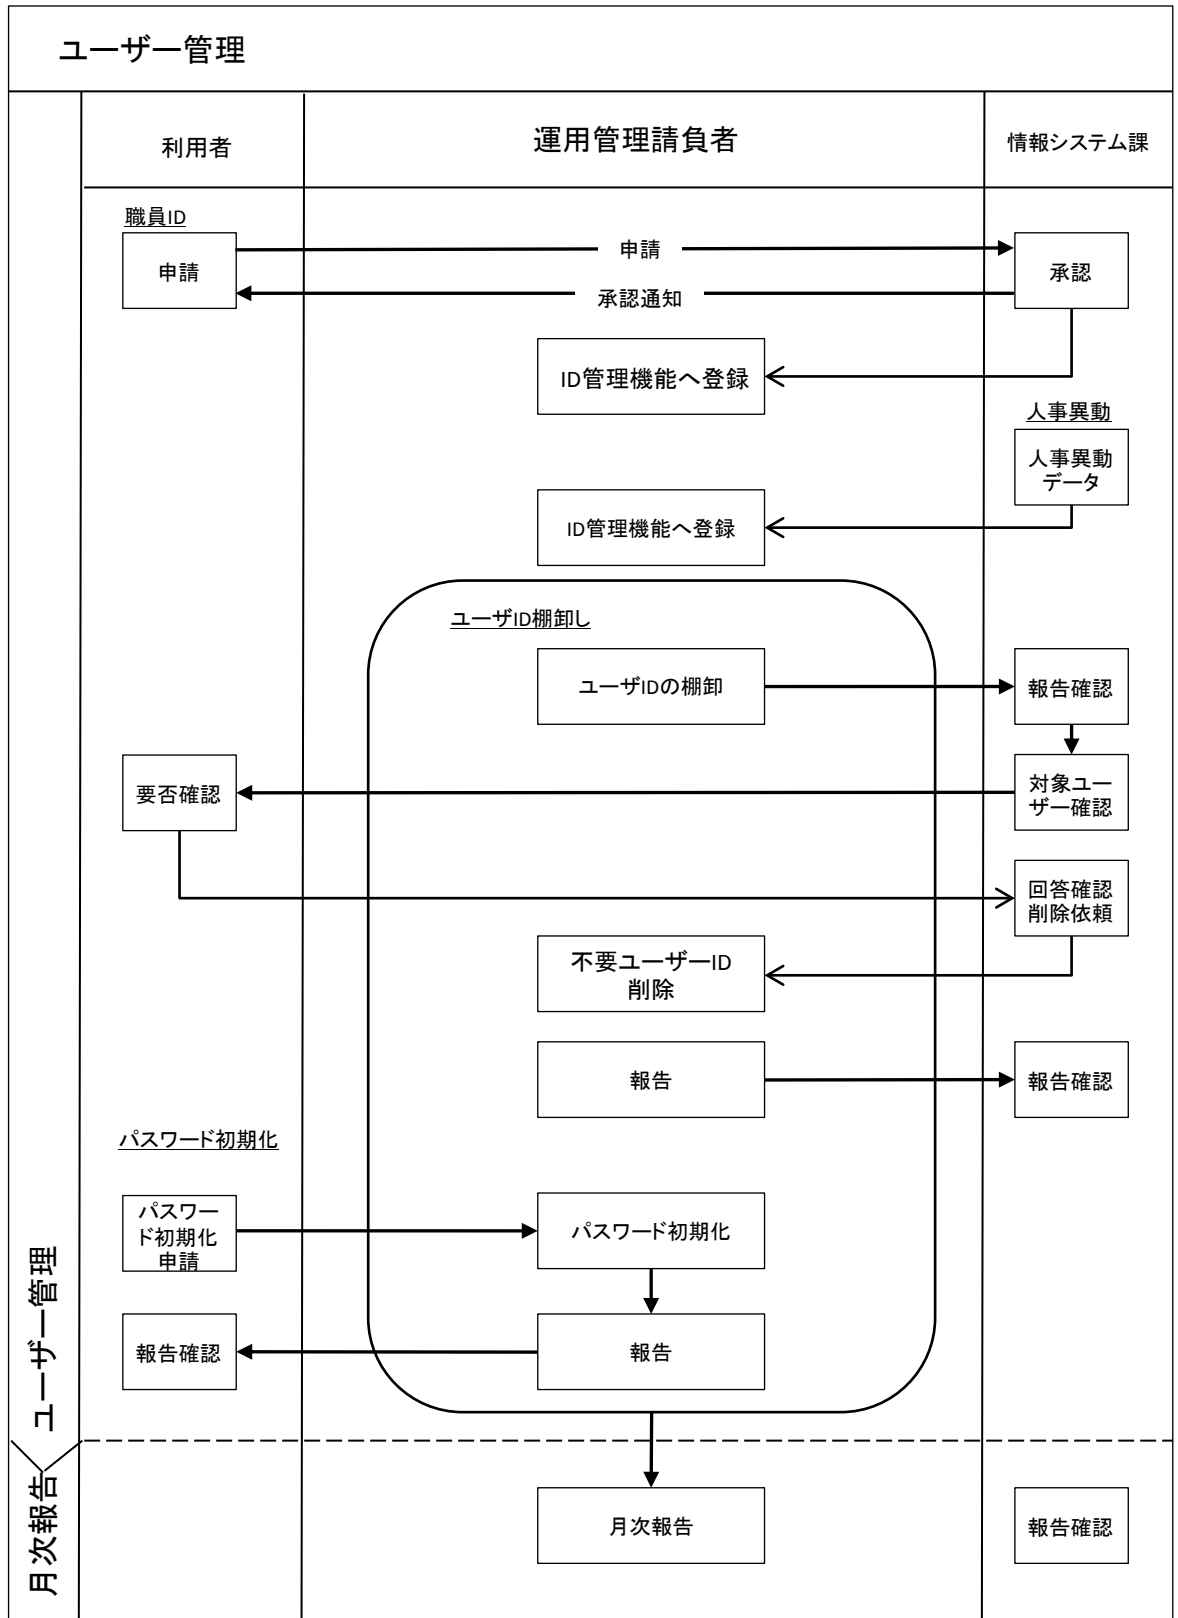 ユーザー管理
利用者
運用管理請負者
情報システム課
職員ID
申請
申請
承認
承認通知
ID管理機能へ登録
人事異動
人事異動
データ
ID管理機能へ登録
ユーザID棚卸し
ユーザIDの棚卸
報告確認
要否確認
対象ユー
ザー確認
回答確認
削除依頼
不要ユーザーID
削除
報告
報告確認
パスワード初期化
パスワー
ド初期化
申請
パスワード初期化
報告確認
報告
ユーザー管理
月次報告
月次報告
報告確認